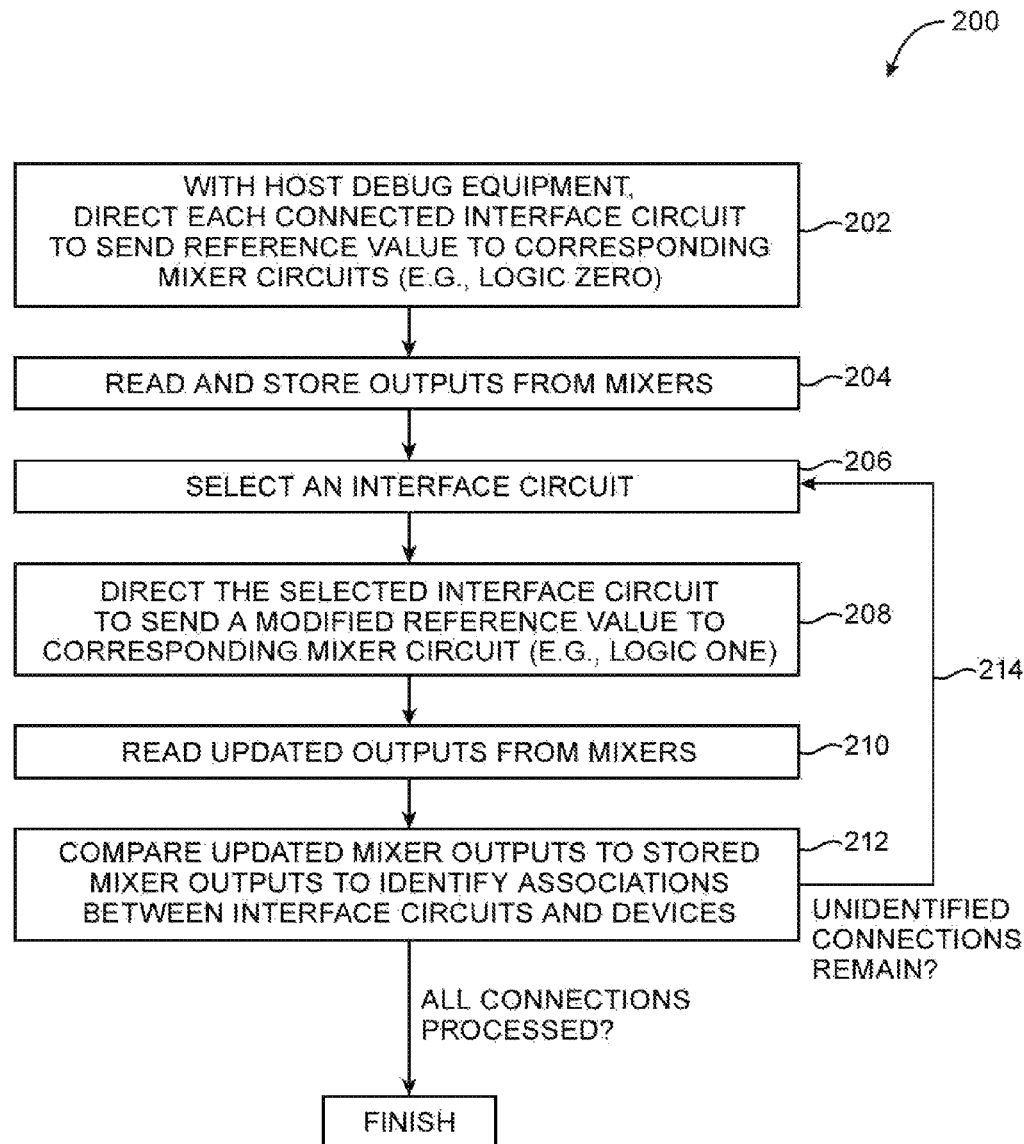 200
WITH HOST DEBUG EQUIPMENT,
DIRECT EACH CONNECTED INTERFACE CIRCUIT
TO SEND REFERENCE VALUE TO CORRESPONDING
MIXER CIRCUITS (E.G., LOGIC ZERO)
202
READ AND STORE OUTPUTS FROM MIXERS
204
SELECT AN INTERFACE CIRCUIT
206
DIRECT THE SELECTED INTERFACE CIRCUIT
TO SEND A MODIFIED REFERENCE VALUE TO
CORRESPONDING MIXER CIRCUIT (E.G., LOGIC ONE)
208
214
READ UPDATED OUTPUTS FROM MIXERS
210
COMPARE UPDATED MIXER OUTPUTS TO STORED
MIXER OUTPUTS TO IDENTIFY ASSOCIATIONS
BETWEEN INTERFACE CIRCUITS AND DEVICES
212
UNIDENTIFIED
CONNECTIONS
REMAIN?
ALL CONNECTIONS
PROCESSED?
FINISH